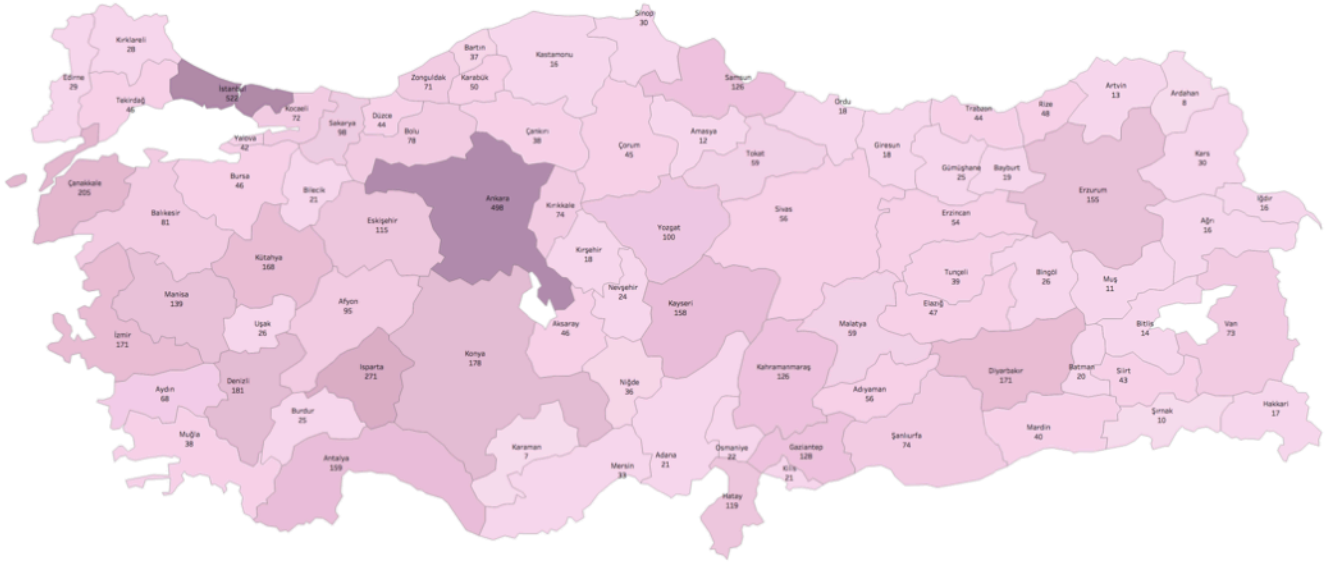 Sinop
30
Kırklareli
28
Bartın
37
Kastamonu
16
Edirne
29
İstanbul
522
Zonguldak
71
Karabük
50
Samsun
126
Artvin
13
Ardahan
8
Tekirdağ
46
Kocaeli
72
Düzce
44
Ordu
18
Trabzon
44
Rize
48
Sakarya
98
Bolu
78
Çankırı
38
Amasya
12
Yalova
42
Çorum
45
Tokat
59
Giresun
18
Gümüşhane
25
Bayburt
19
Kars
30
Çanakkale
205
Bursa
46
Bilecik
21
Ankara
498
Kırıkkale
74
Erzurum
155
Iğdır
16
Balıkesir
81
Eskişehir
115
Yozgat
100
Sivas
56
Erzincan
54
Ağrı
16
Kütahya
168
Kırşehir
18
Tunçeli
39
Bingöl
26
Muş
11
Manisa
139
Afyon
95
Nevşehir
24
Kayseri
158
Elazığ
47
İzmir
171
Uşak
26
Aksaray
46
Malatya
59
Bitlis
14
Van
73
Konya
178
Isparta
271
Kahramanmaraş
126
Diyarbakır
171
Batman
20
Siirt
43
Aydın
68
Denizli
181
Niğde
36
Adıyaman
56
Burdur
25
Şırnak
10
Hakkari
17
Muğla
38
Şanlıurfa
74
Mardin
40
Antalya
159
Karaman
7
Mersin
33
Adana
21
Osmaniye
22
Gaziantep
128
Kilis
21
Hatay
119